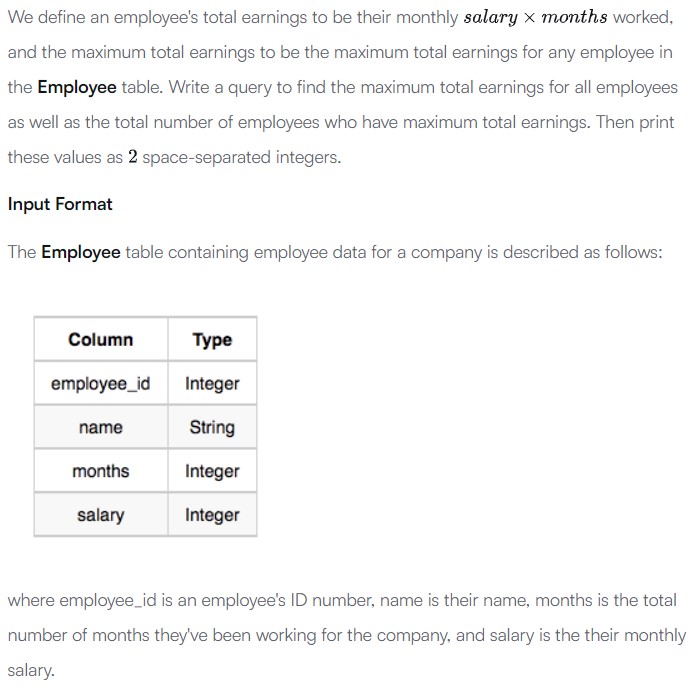 We define an employee's total earnings to be their monthly salary × months worked,
and the maximum total earnings to be the maximum total earnings for any employee in
the Employee table. Write a query to find the maximum total earnings for all employees
as well as the total number of employees who have maximum total earnings. Then print
these values as 2 space-separated integers.
Input Format
The Employee table containing employee data for a company is described as follows:
Column Type
employee_id Integer
name String
months Integer
salary Integer
where employee_id is an employee's ID number, name is their name, months is the total
number of months they've been working for the company, and salary is the their monthly
salary.